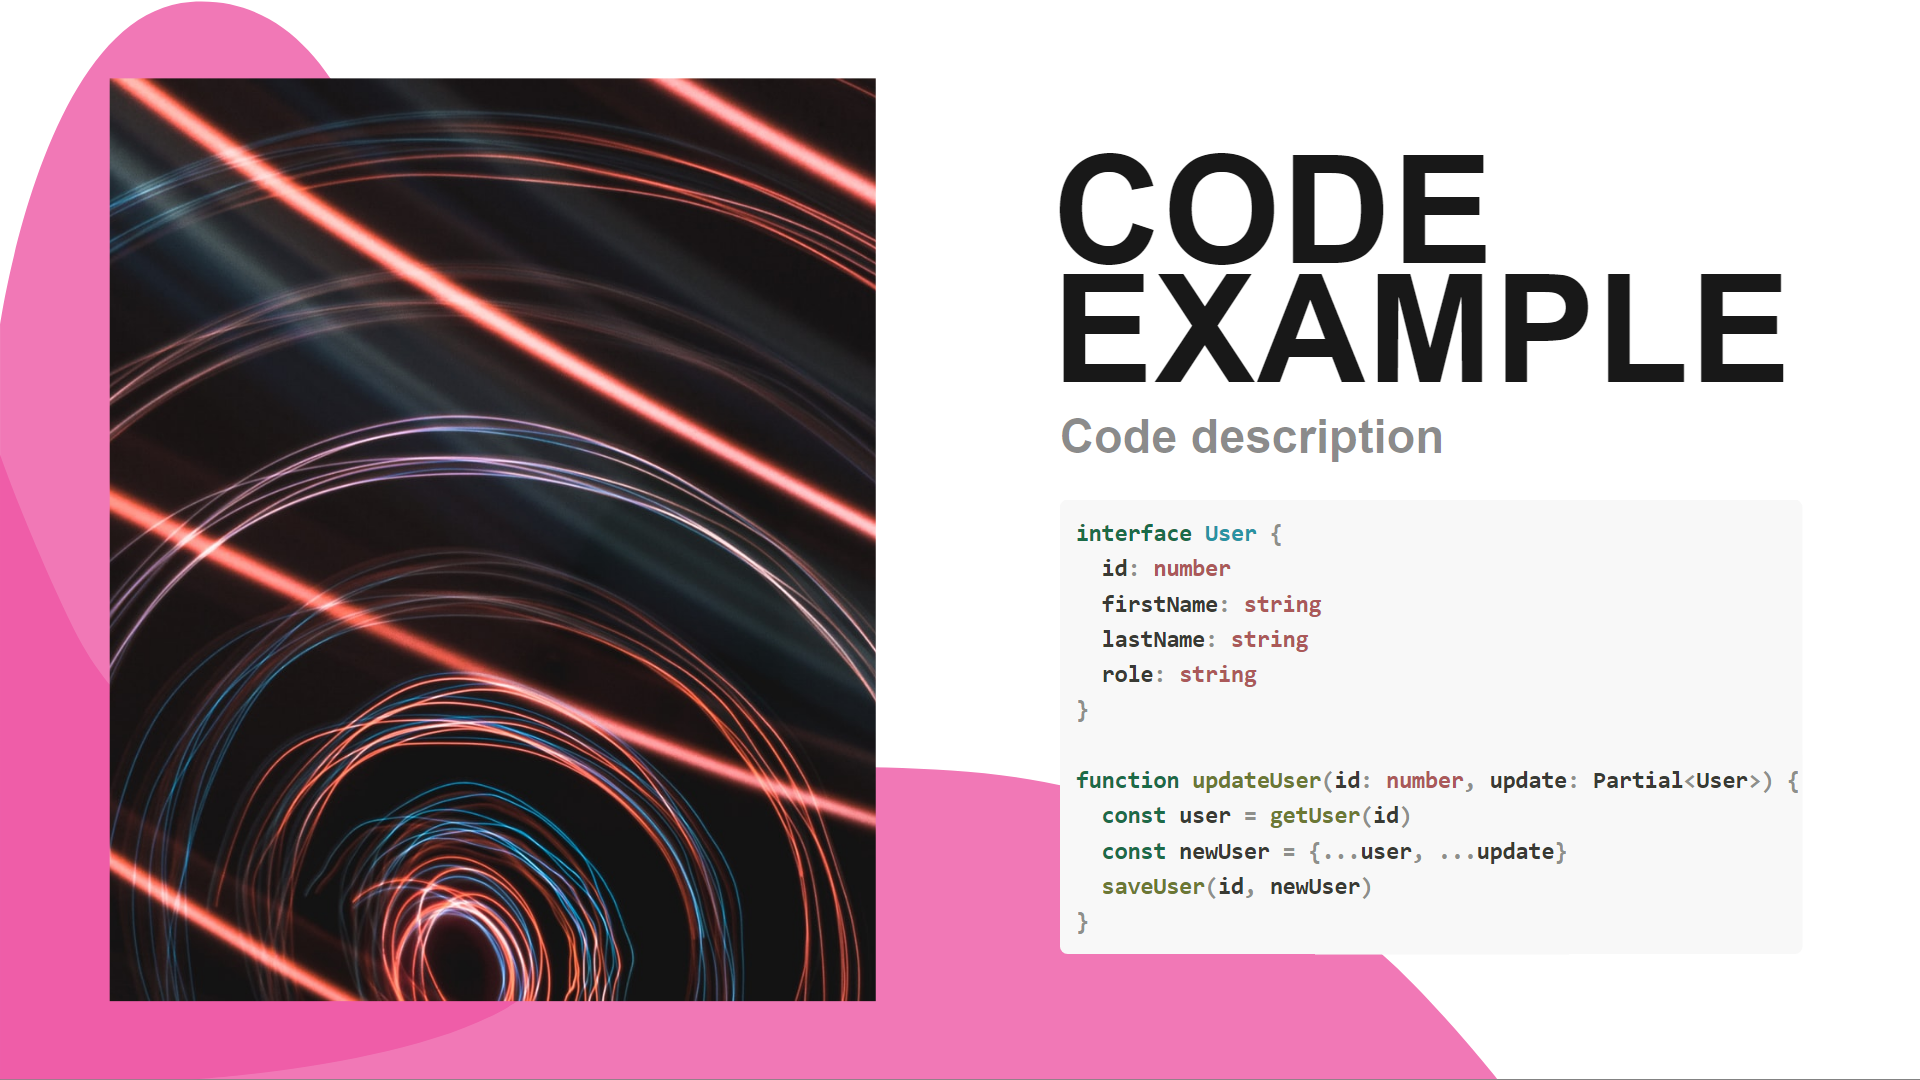 CODE
EXAMPLE
Code description
interface User {
  id: number
  firstName: string
  lastName: string
  role: string
}

function updateUser(id: number, update: Partial<User>) {
  const user = getUser(id)
  const newUser = {...user, ...update}
  saveUser(id, newUser)
}